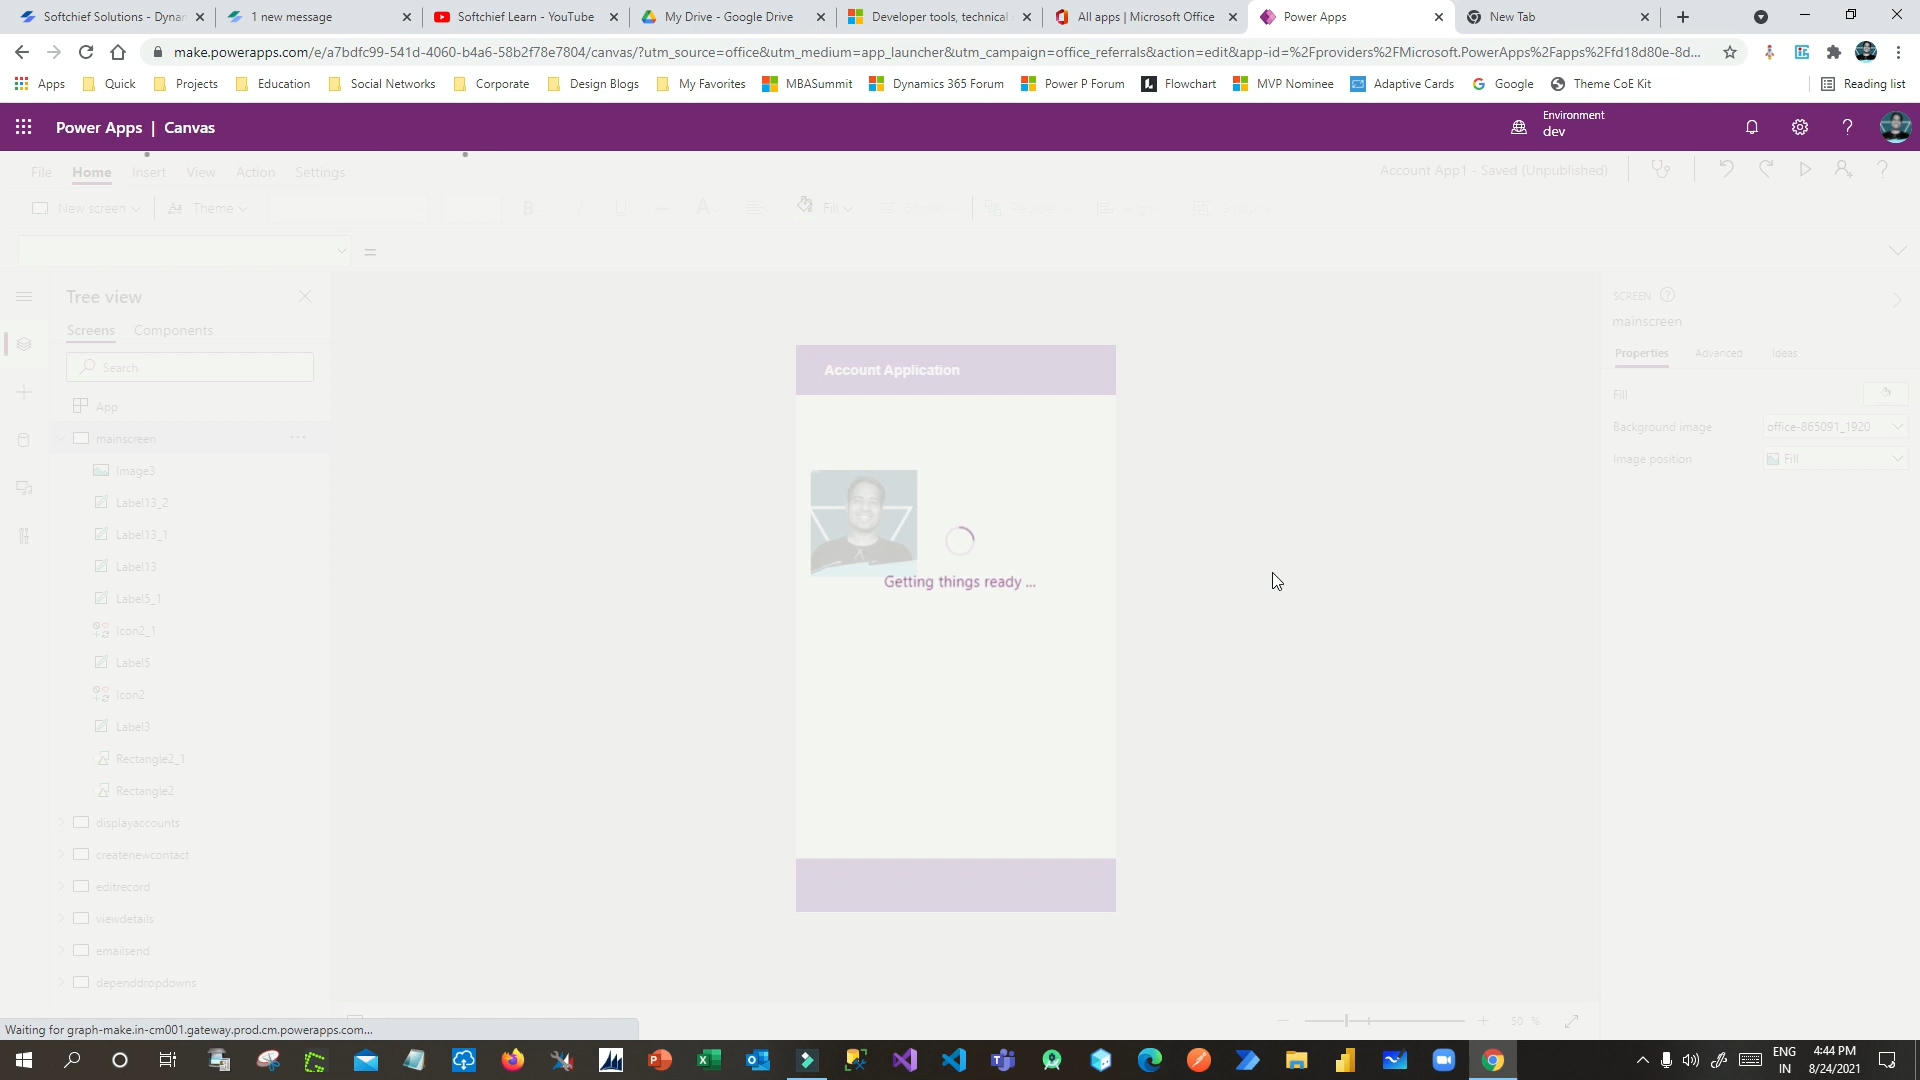 Softchief Solutions - Dynam
1 new message
Softchief Learn - YouTube
My Drive - Google Drive
Developer tools, technical
All apps | Microsoft Office
Power Apps
New Tab
make.powerapps.com/e/a7bdfc99-541d-4060-b4a6-58b2f78e7804/canvas/?utm_source=office&utm_medium=app_launcher&utm_campaign=office_referrals&action=edit&app-id=%2Fproviders%2FMicrosoft.PowerApps%2Fapps%2Ffd18d80e-8d...
Apps
Quick
Projects
Education
Social Networks
Corporate
Design Blogs
My Favorites
MBASummit
Dynamics 365 Forum
Power P Forum
Flowchart
MVP Nominee
Adaptive Cards
Google
Theme CoE Kit
Reading list
Power Apps | Canvas
Environment
dev
File
Home
Insert
View
Action
Settings
Account App1 - Saved (Unpublished)
New screen
Theme
B
Fill
=
Tree view
Screens
Components
Search
App
mainscreen
Image3
Label13_2
Label13_1
Label13
Label5_1
Icon2_1
Label5
Icon2
Label3
Rectangle2_1
Rectangle2
displayaccounts
createnewcontact
editrecord
viewdetails
emailsend
dependdropdowns
Account Application
Getting things ready ...
SCREEN
mainscreen
Properties
Advanced
Ideas
Fill
Background image
office-865091_1920
Image position
Fill
50 %
Waiting for graph-make.in-cm001.gateway.prod.cm.powerapps.com...
ENG
IN
4:44 PM
8/24/2021